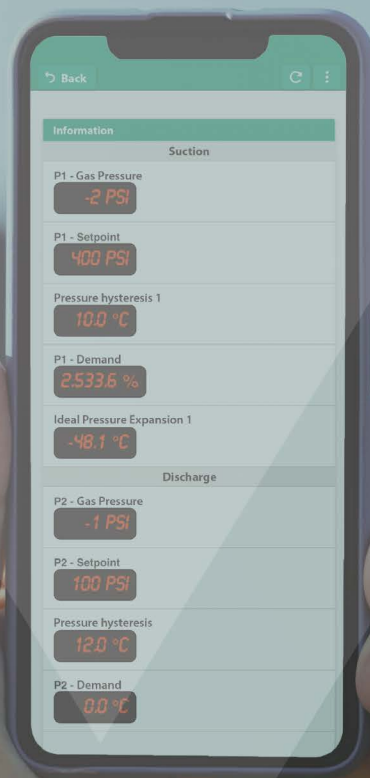 Back
Information
Suction
P1 - Gas Pressure
-2 PSI
P1 - Setpoint
400 PSI
Pressure hysteresis 1
10.0 °C
P1 - Demand
2.533.6 %
Ideal Pressure Expansion 1
-48.1 °C
Discharge
P2 - Gas Pressure
-1 PSI
P2 - Setpoint
100 PSI
Pressure hysteresis
12.0 °C
P2 - Demand
0.0 °C